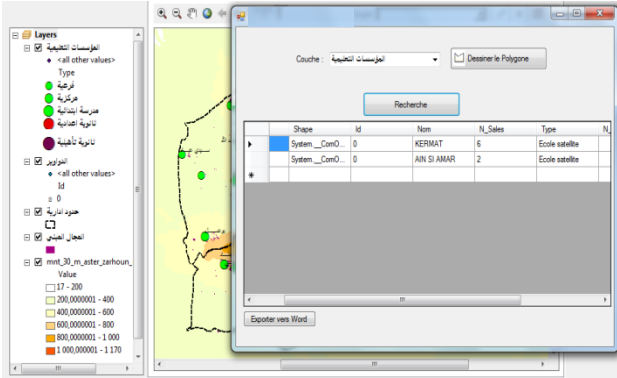 Layers
المؤسسات التعليمية
<all other values>
Type
فرعية
مركزية
مدرسة ابتدائية
ثانوية اعدادية
ثانوية تأهيلية
الدواوير
<all other values>
Id
0
حدود ادارية
المجال المبني
mnt_30_m_aster_zarhoun_
Value
17 - 200
200,0000001 - 400
400,0000001 - 600
600,0000001 - 800
800,0000001 - 1 000
1 000,000001 - 1 170
Couche : المؤسسات التعليمية
Dessiner le Polygone
Recherche
Shape Id Nom N_Sales Type N_
System.__ComO... 0 KERMAT 6 Ecole satellite
System.__ComO... 0 AIN SI AMAR 2 Ecole satellite
Exporter vers Word